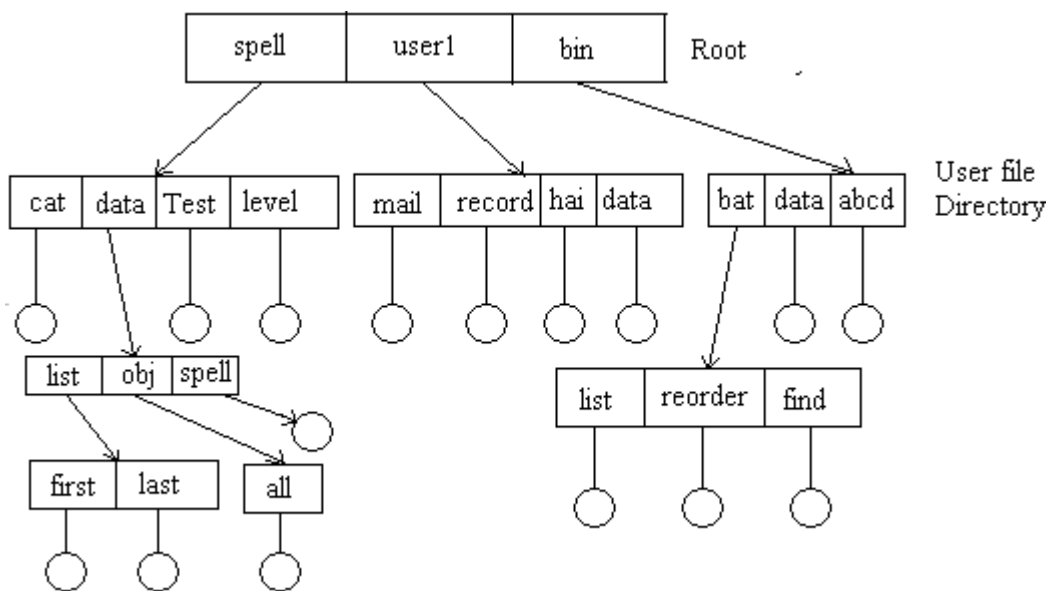 spell user1 bin Root
User file
Directory
cat data Test level
mail record hai data
bat data abcd
list obj spell
list reorder find
first last
all